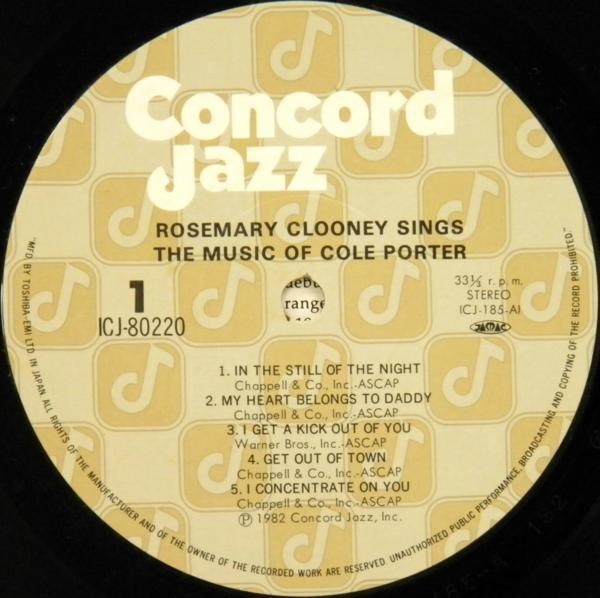 Concord
Jazz
ROSEMARY CLOONEY SINGS
THE MUSIC OF COLE PORTER
1
ICJ-80220
33⅓ r.p.m.
STEREO
(ICJ-185-A)
JASRAC
1. IN THE STILL OF THE NIGHT
Chappell & Co., Inc.-ASCAP
2. MY HEART BELONGS TO DADDY
Chappell & Co., Inc.-ASCAP
3. I GET A KICK OUT OF YOU
Warner Bros., Inc.-ASCAP
4. GET OUT OF TOWN
Chappell & Co., Inc.-ASCAP
5. I CONCENTRATE ON YOU
Chappell & Co., Inc.-ASCAP
Ⓟ 1982 Concord Jazz, Inc.
"MFD. BY TOSHIBA-EMI LTD. IN JAPAN ALL RIGHTS OF THE MANUFACTURER AND OF THE OWNER OF THE RECORDED WORK ARE RESERVED. UNAUTHORIZED PUBLIC PERFORMANCE, BROADCASTING AND COPYING OF THE RECORD PROHIBITED."